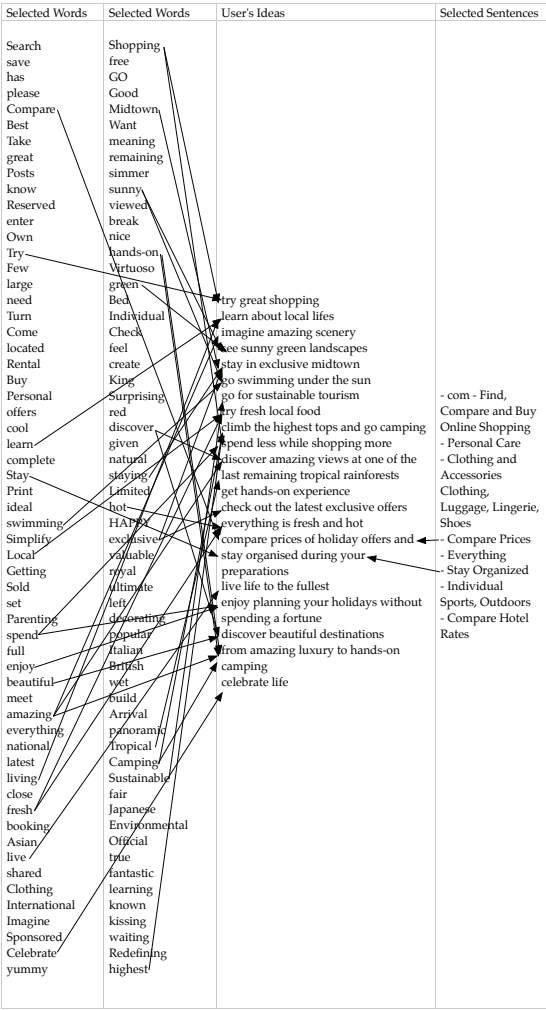 Selected Words
Search
save
has
please
Compare
Best
Take
great
Posts
know
Reserved
enter
Own
Try
Few
large
need
Turn
Come
located
Rental
Buy
Personal
offers
cool
learn
complete
Stay
Print
ideal
swimming
Simplify
Local
Getting
Sold
set
Parenting
spend
full
enjoy
beautiful
meet
amazing
everything
national
latest
living
close
fresh
booking
Asian
live
shared
Clothing
International
Imagine
Sponsored
Celebrate
yummy
Selected Words
Shopping
free
GO
Good
Midtown
Want
meaning
remaining
simmer
sunny
viewed
break
nice
hands-on
Virtuoso
green
Bed
Individual
Check
feel
create
King
Surprising
red
discover
given
natural
staying
Limited
hot
HAPPY
exclusive
valuable
royal
ultimate
left
decorating
popular
Italian
British
wet
build
Arrival
panoramic
Tropical
Camping
Sustainable
fair
Japanese
Environmental
Official
true
fantastic
learning
known
kissing
waiting
Redefining
highest
User's Ideas
try great shopping
learn about local lifes
imagine amazing scenery
see sunny green landscapes
stay in exclusive midtown
go swimming under the sun
go for sustainable tourism
try fresh local food
climb the highest tops and go camping
spend less while shopping more
discover amazing views at one of the
last remaining tropical rainforests
get hands-on experience
check out the latest exclusive offers
everything is fresh and hot
compare prices of holiday offers and
stay organised during your
preparations
live life to the fullest
enjoy planning your holidays without
spending a fortune
discover beautiful destinations
from amazing luxury to hands-on
camping
celebrate life
Selected Sentences
- com - Find,
Compare and Buy
Online Shopping
- Personal Care
- Clothing and
Accessories
Clothing,
Luggage, Lingerie,
Shoes
- Compare Prices
- Everything
- Stay Organized
- Individual
Sports, Outdoors
- Compare Hotel
Rates